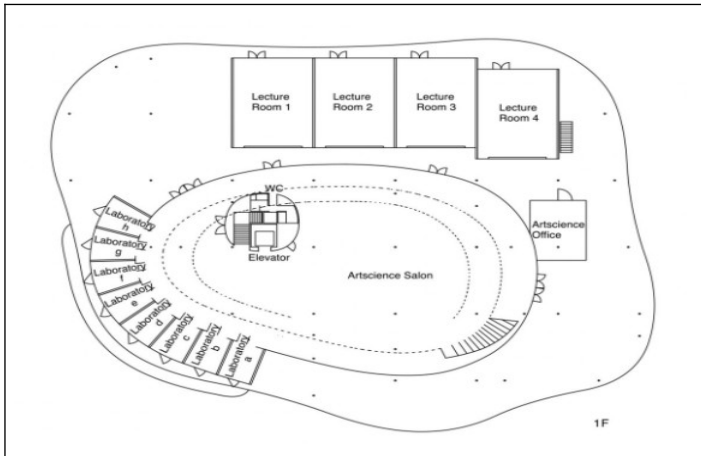 Lecture
Room 1
Lecture
Room 2
Lecture
Room 3
Lecture
Room 4
WC
Elevator
Artscience
Office
Artscience Salon
Laboratory
h
Laboratory
g
Laboratory
f
Laboratory
e
Laboratory
d
Laboratory
c
Laboratory
b
Laboratory
a
1F